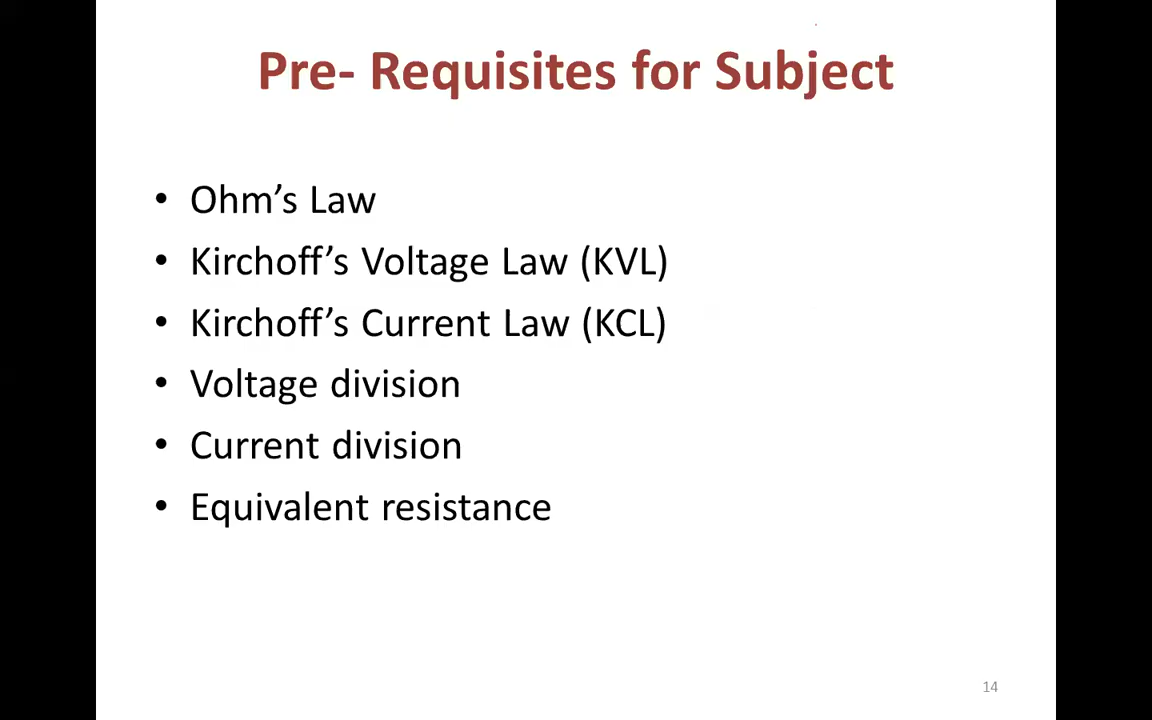 Pre- Requisites for Subject
• Ohm’s Law
• Kirchoff’s Voltage Law (KVL)
• Kirchoff’s Current Law (KCL)
• Voltage division
• Current division
• Equivalent resistance
14